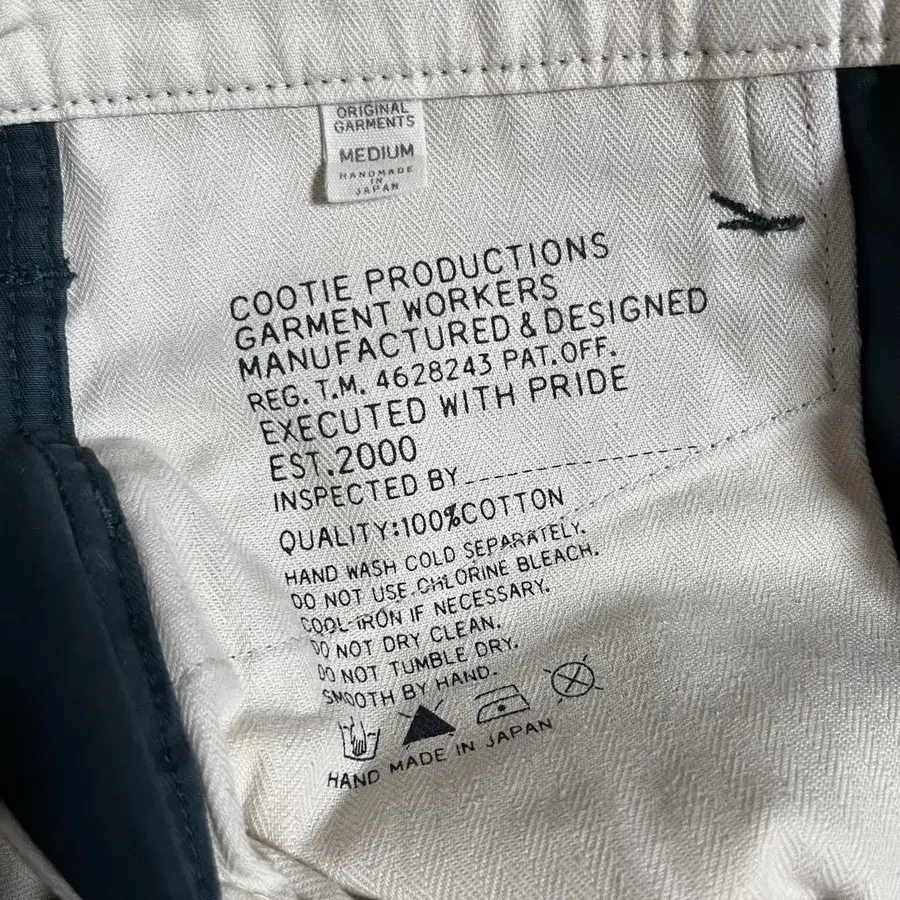 ORIGINAL
GARMENTS
MEDIUM
HANDMADE
IN
JAPAN
COOTIE PRODUCTIONS
GARMENT WORKERS
MANUFACTURED & DESIGNED
REG. T.M. 4628243 PAT.OFF.
EXECUTED WITH PRIDE
EST.2000
INSPECTED BY
QUALITY:100%COTTON
HAND WASH COLD SEPARATELY.
DO NOT USE CHLORINE BLEACH.
COOL IRON IF NECESSARY.
DO NOT DRY CLEAN.
DO NOT TUMBLE DRY.
SMOOTH BY HAND.
HAND MADE IN JAPAN